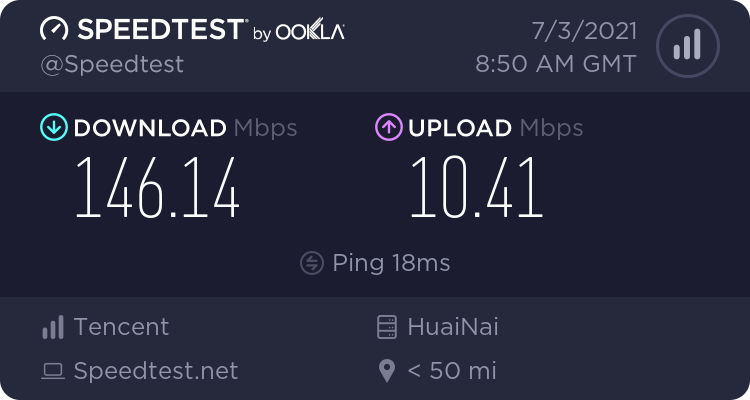 SPEEDTEST® by OOKLA®
@Speedtest
7/3/2021
8:50 AM GMT
DOWNLOAD Mbps
146.14
UPLOAD Mbps
10.41
Ping 18ms
Tencent
HuaiNai
Speedtest.net
< 50 mi